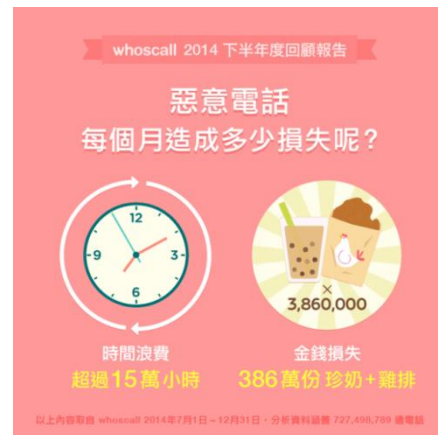 whoscall 2014 下半年度回顧報告
惡意電話
每個月造成多少損失呢？
12
9
3
6
×
3,860,000
時間浪費
超過15萬小時
金錢損失
386萬份 珍奶+雞排
以上內容取自 whoscall 2014年7月1日－12月31日，分析資料涵蓋 727,498,789 通電話